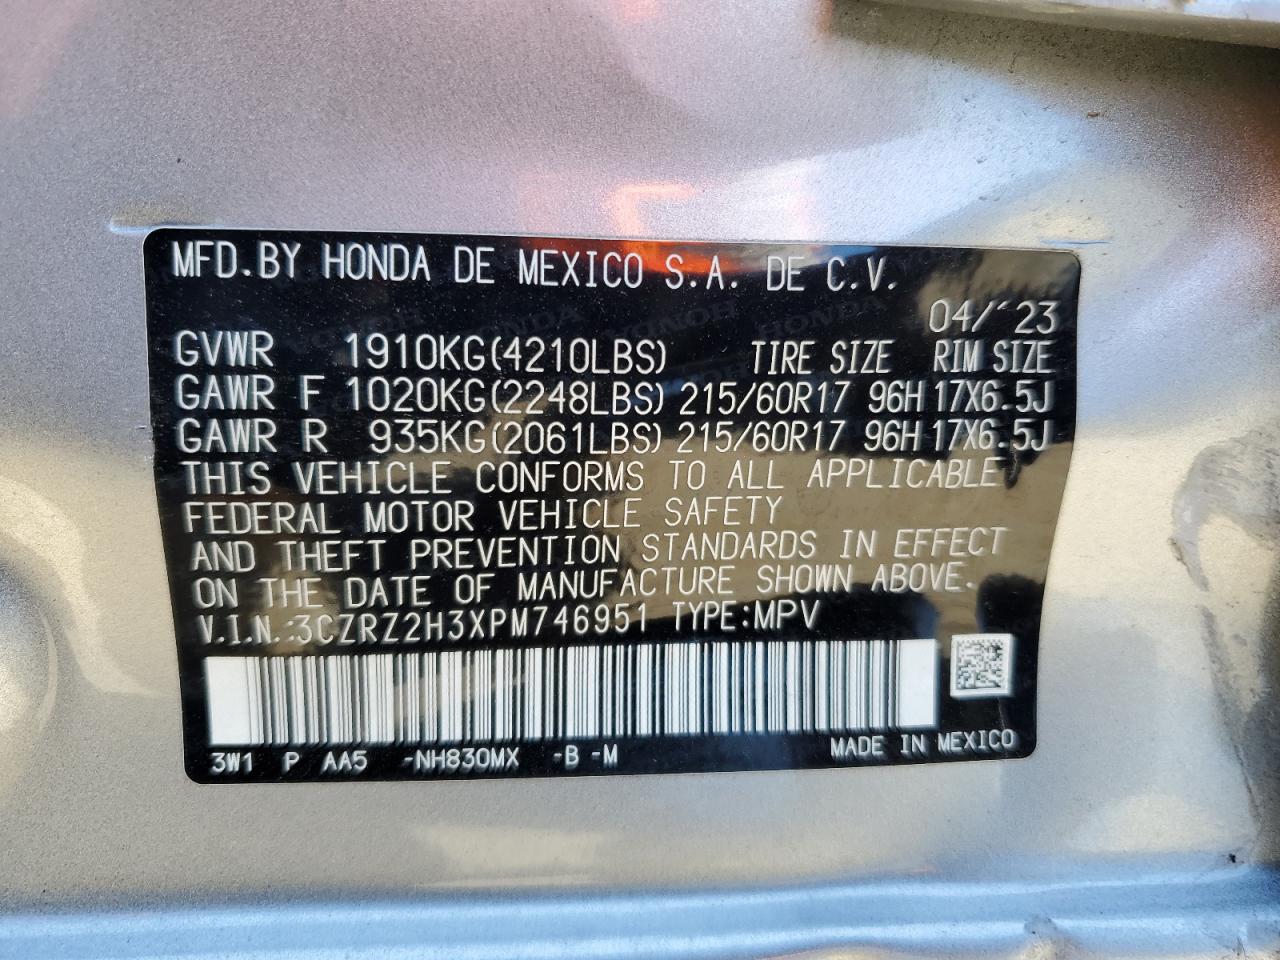 MFD.BY HONDA DE MEXICO S.A. DE C.V.
04/'23
GVWR 1910KG(4210LBS) TIRE SIZE RIM SIZE
GAWR F 1020KG(2248LBS) 215/60R17 96H 17X6.5J
GAWR R 935KG(2061LBS) 215/60R17 96H 17X6.5J
THIS VEHICLE CONFORMS TO ALL APPLICABLE
FEDERAL MOTOR VEHICLE SAFETY
AND THEFT PREVENTION STANDARDS IN EFFECT
ON THE DATE OF MANUFACTURE SHOWN ABOVE.
V.I.N.:3CZRZ2H3XPM746951 TYPE:MPV
3W1 P AA5 -NH830MX -B -M MADE IN MEXICO